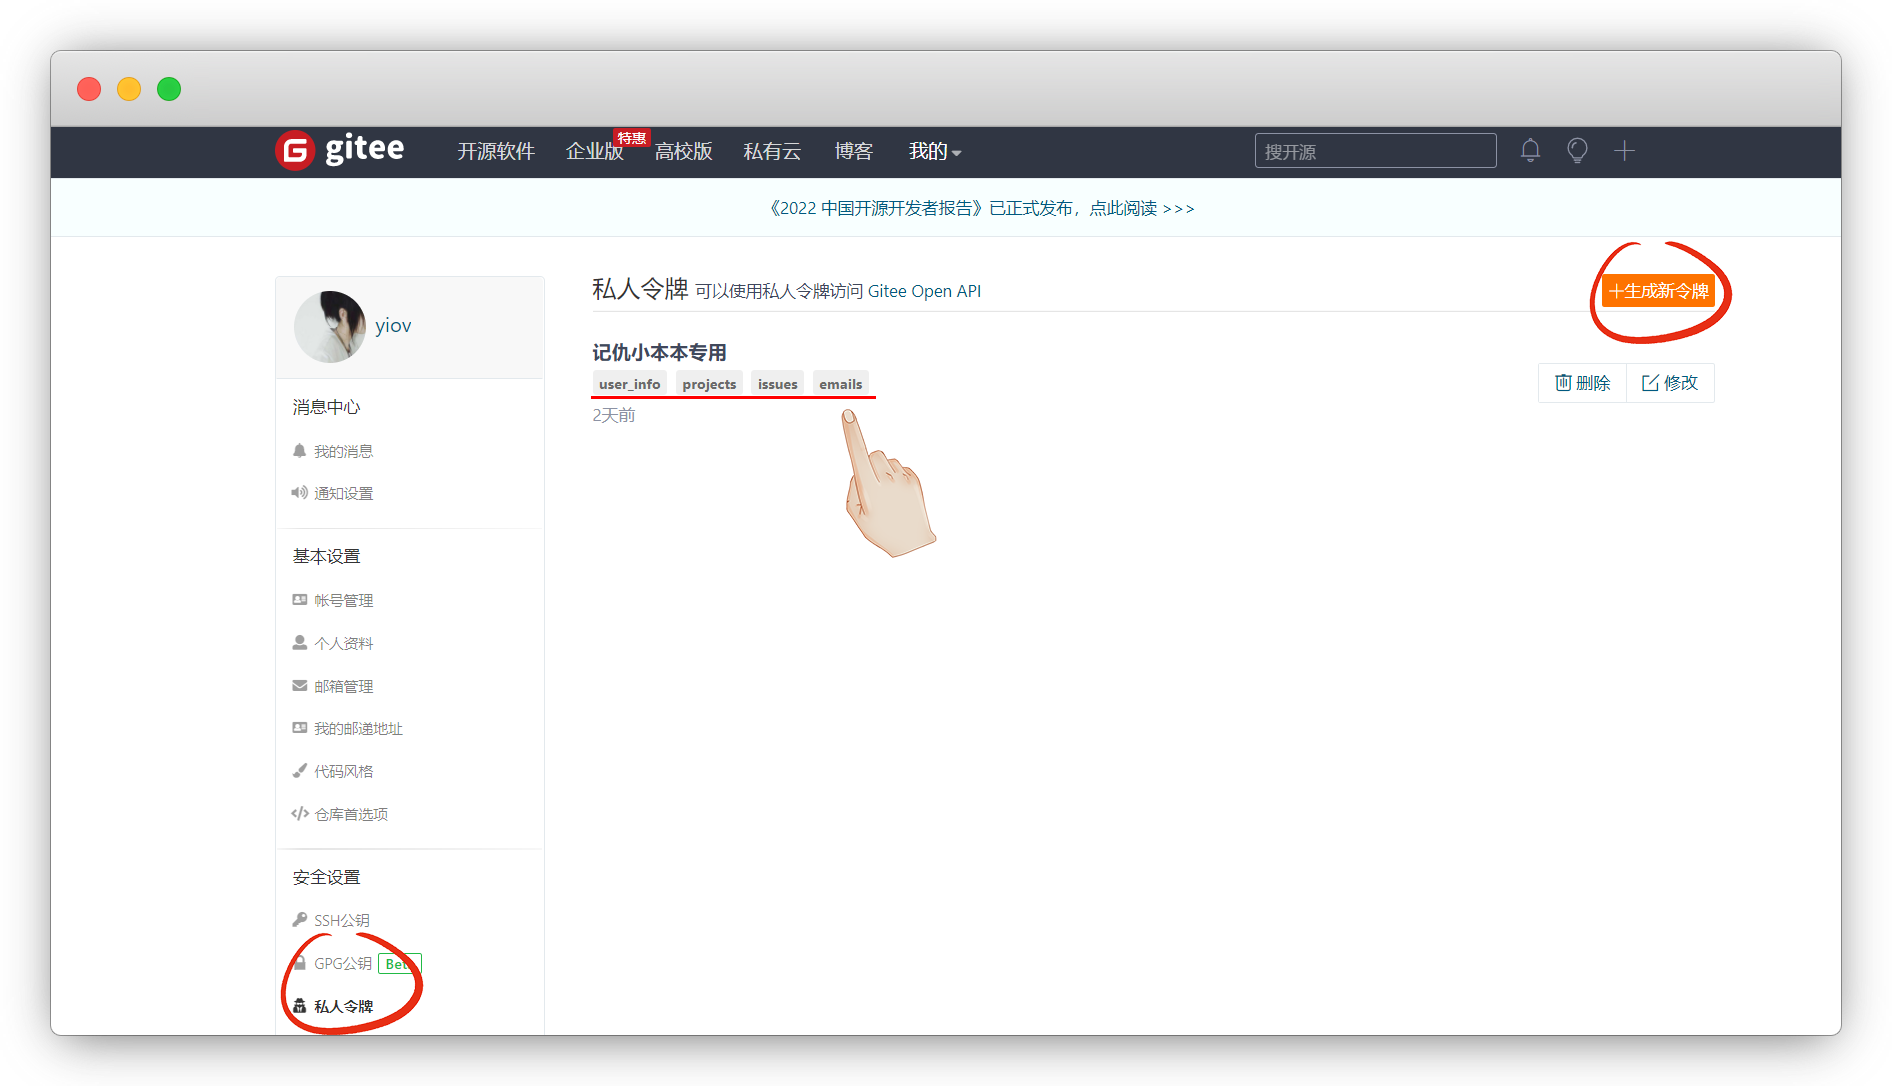 gitee 开源软件 企业版 特惠 高校版 私有云 博客 我的 搜开源
《2022 中国开源开发者报告》已正式发布，点此阅读 >>>
yiov
消息中心
我的消息
通知设置
基本设置
帐号管理
个人资料
邮箱管理
我的邮递地址
代码风格
仓库首选项
安全设置
SSH公钥
GPG公钥 Beta
私人令牌
私人令牌 可以使用私人令牌访问 Gitee Open API
生成新令牌
记仇小本本专用
user_info projects issues emails
2天前
删除 修改